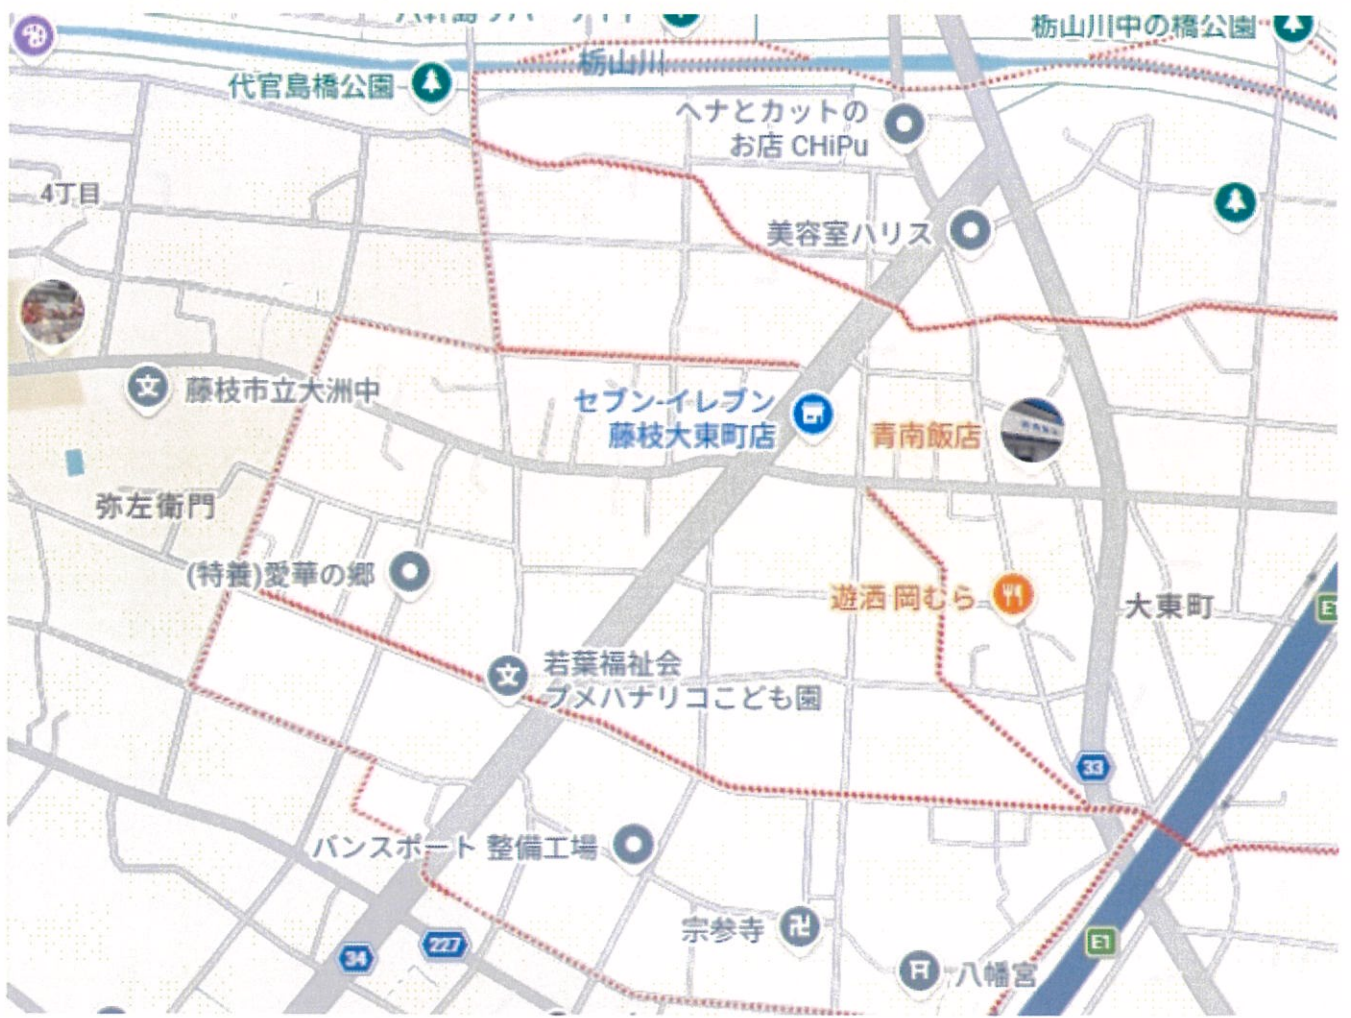 栃山川中の橋公園
栃山川
代官島橋公園
ヘナとカットの
お店 CHiPu
4丁目
美容室ハリス
藤枝市立大洲中
セブン-イレブン
藤枝大東町店
青南飯店
弥左衛門
(特養)愛華の郷
遊酒 岡むら
大東町
E1
若葉福祉会
プメハナリコこども園
33
バンスポート 整備工場
宗参寺
227
34
E1
八幡宮